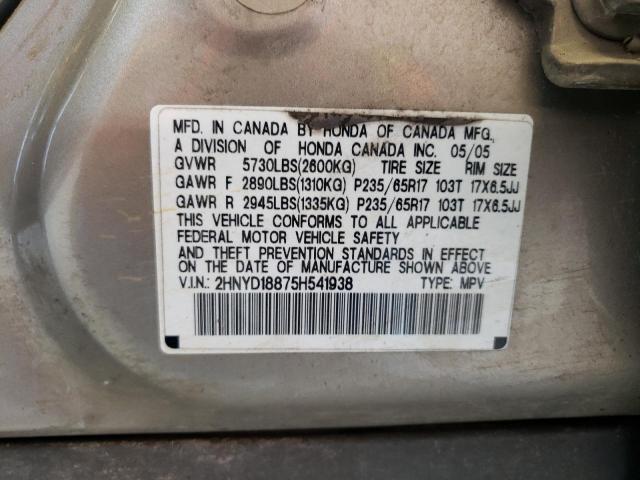 MFD. IN CANADA BY HONDA OF CANADA MFG.,
A DIVISION OF HONDA CANADA INC. 05/05
GVWR 5730LBS(2600KG) TIRE SIZE RIM SIZE
GAWR F 2890LBS(1310KG) P235/65R17 103T 17X6.5JJ
GAWR R 2945LBS(1335KG) P235/65R17 103T 17X6.5JJ
THIS VEHICLE CONFORMS TO ALL APPLICABLE
FEDERAL MOTOR VEHICLE SAFETY
AND THEFT PREVENTION STANDARDS IN EFFECT
ON THE DATE OF MANUFACTURE SHOWN ABOVE.
V.I.N.: 2HNYD18875H541938 TYPE: MPV